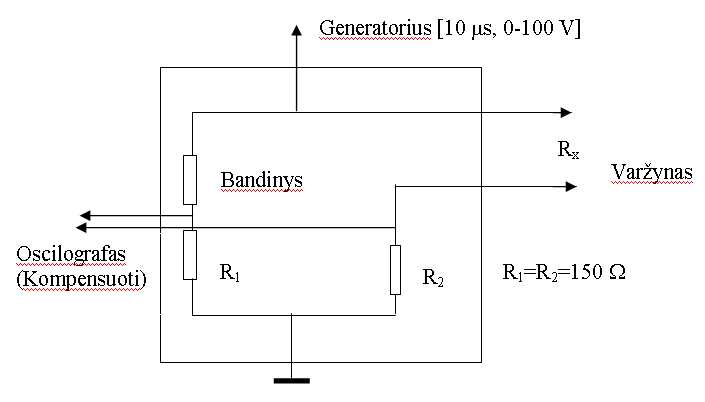 Generatorius [10 μs, 0-100 V]
Rx
Varžynas
Bandinys
Oscilografas
(Kompensuoti)
R1
R2
R1=R2=150 Ω